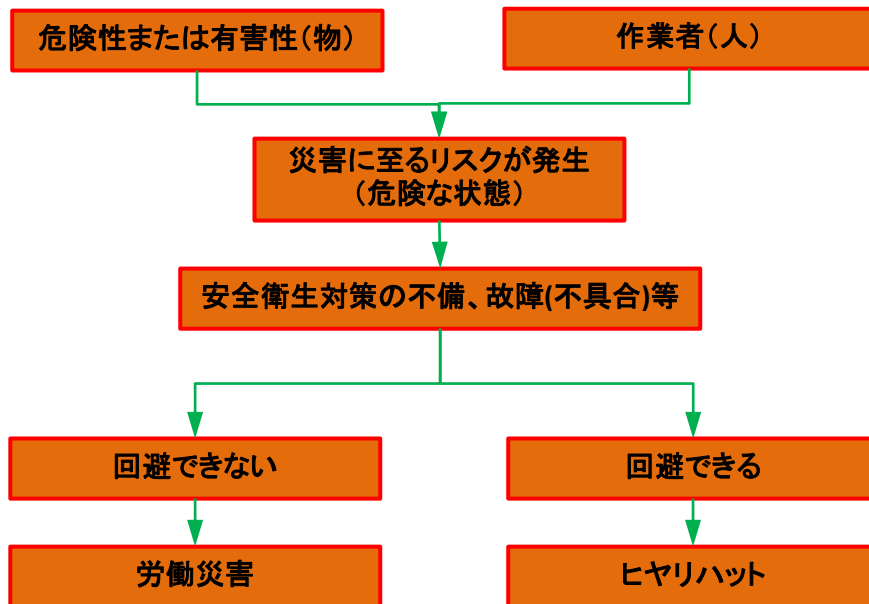 危険性または有害性（物）
作業者（人）
災害に至るリスクが発生
（危険な状態）
安全衛生対策の不備、故障(不具合)等
回避できない
回避できる
労働災害
ヒヤリハット